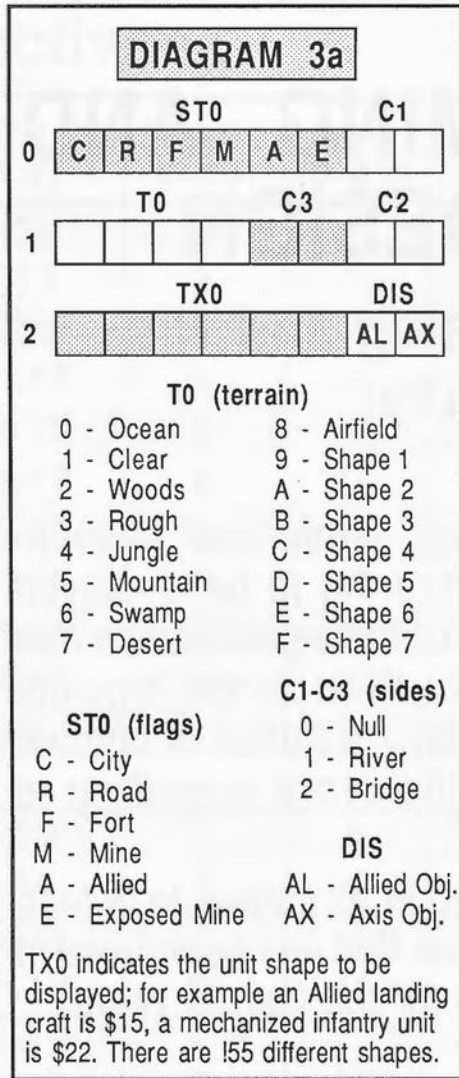 DIAGRAM 3a
ST0 C1
0 C R F M A E
T0 C3 C2
1
TX0 DIS
2 AL AX
T0 (terrain)
0 - Ocean 8 - Airfield
1 - Clear 9 - Shape 1
2 - Woods A - Shape 2
3 - Rough B - Shape 3
4 - Jungle C - Shape 4
5 - Mountain D - Shape 5
6 - Swamp E - Shape 6
7 - Desert F - Shape 7
C1-C3 (sides)
ST0 (flags) 0 - Null
C - City 1 - River
R - Road 2 - Bridge
F - Fort
M - Mine DIS
A - Allied AL - Allied Obj.
E - Exposed Mine AX - Axis Obj.
TX0 indicates the unit shape to be
displayed; for example an Allied landing
craft is $15, a mechanized infantry unit
is $22. There are !55 different shapes.